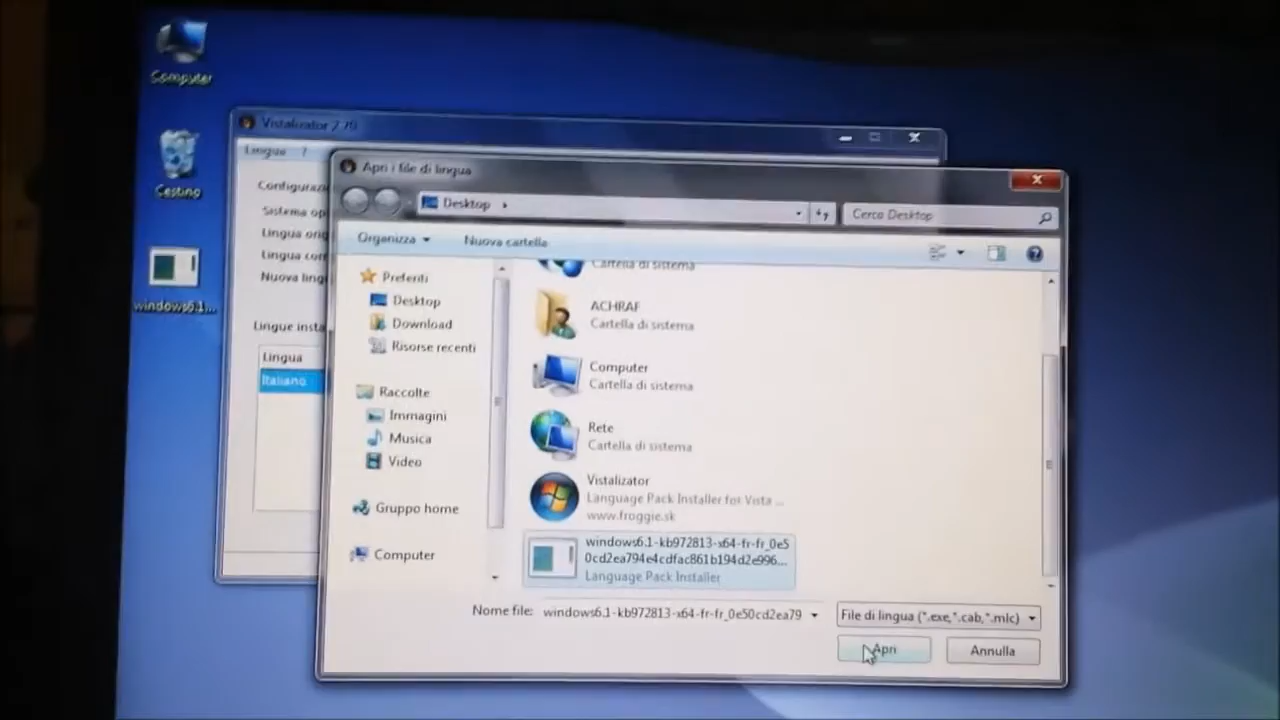 Computer
Cestino
windows6.1...
Vistalizator 2.70
Lingua ?
Configurazi
Sistema op
Lingua orig
Lingua corr
Nuova lingu
Lingue insta
Lingua
Italiano
Apri i file di lingua
Desktop
Cerca Desktop
Organizza
Nuova cartella
Preferiti
Desktop
Download
Risorse recenti
Raccolte
Immagini
Musica
Video
Gruppo home
Computer
Cartella di sistema
ACHRAF
Cartella di sistema
Computer
Cartella di sistema
Rete
Cartella di sistema
Vistalizator
Language Pack Installer for Vista ...
www.froggie.sk
windows6.1-kb972813-x64-fr-fr_0e5
0cd2ea794e4cdfac861b194d2e996...
Language Pack Installer
Nome file: windows6.1-kb972813-x64-fr-fr_0e50cd2ea79
File di lingua (*.exe,*.cab,*.mlc)
Apri
Annulla